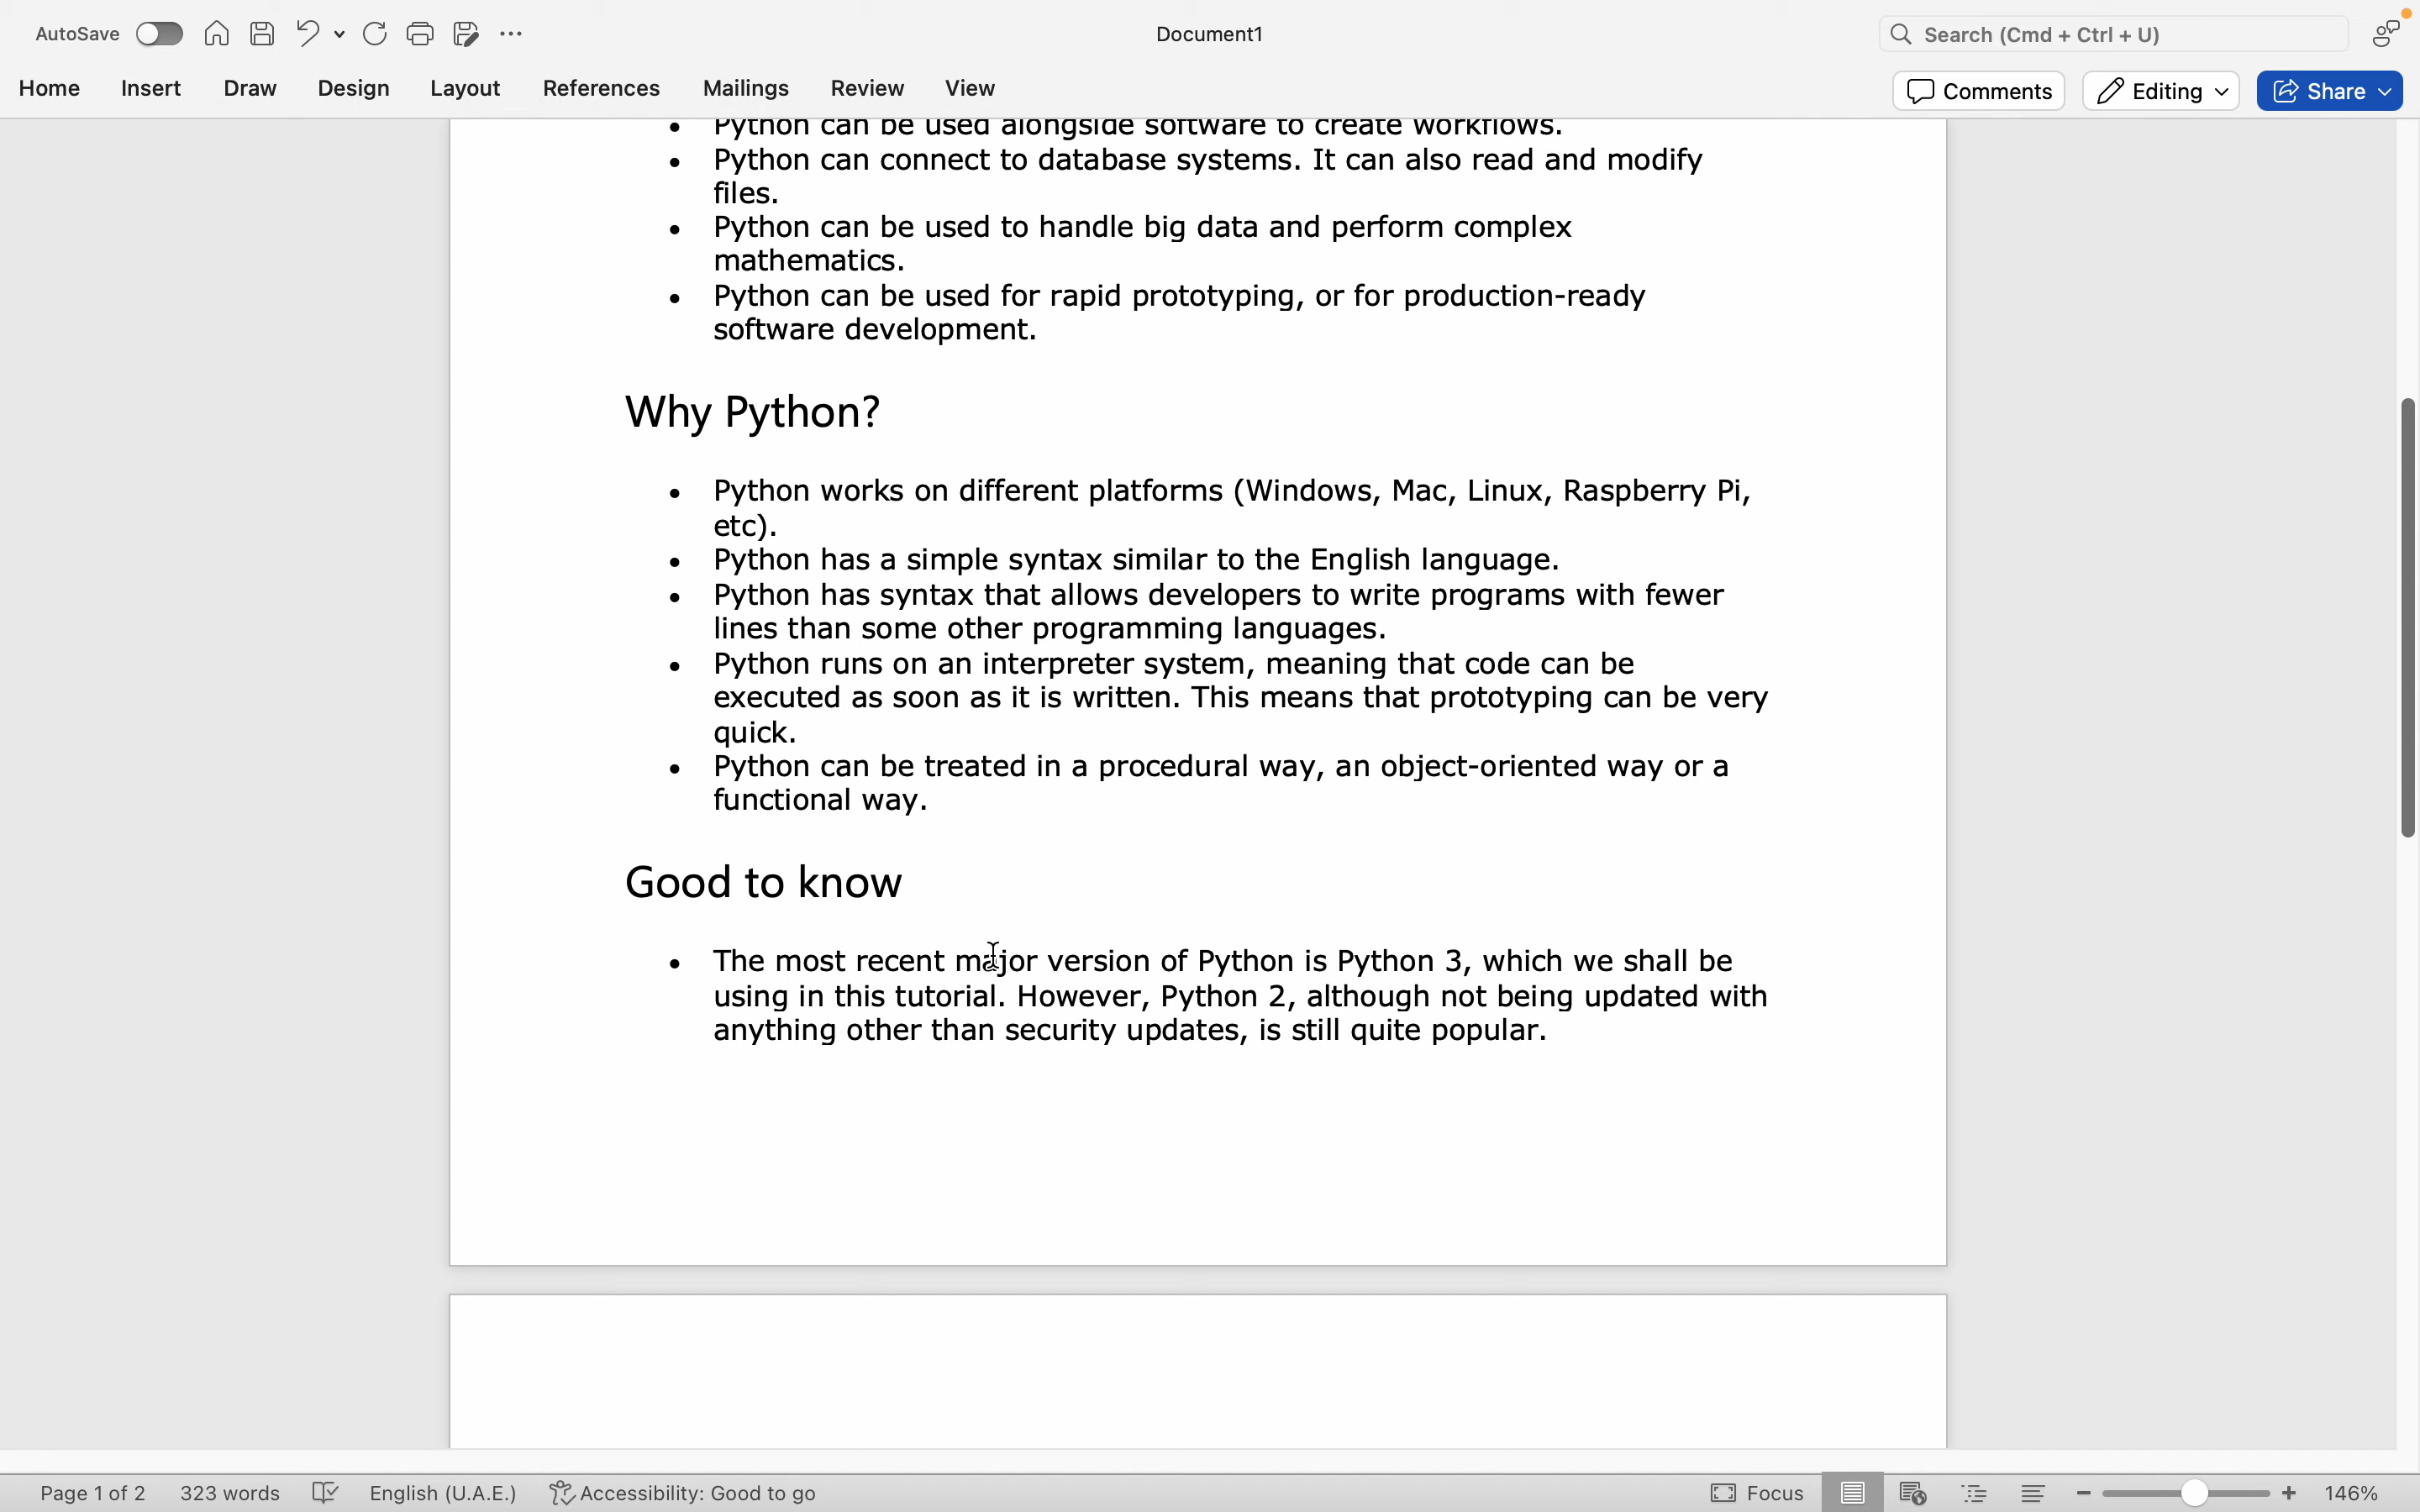 AutoSave
Document1
Search (Cmd + Ctrl + U)
Home Insert Draw Design Layout References Mailings Review View
Comments Editing Share
• Python can be used alongside software to create workflows.
• Python can connect to database systems. It can also read and modify
files.
• Python can be used to handle big data and perform complex
mathematics.
• Python can be used for rapid prototyping, or for production-ready
software development.
Why Python?
• Python works on different platforms (Windows, Mac, Linux, Raspberry Pi,
etc).
• Python has a simple syntax similar to the English language.
• Python has syntax that allows developers to write programs with fewer
lines than some other programming languages.
• Python runs on an interpreter system, meaning that code can be
executed as soon as it is written. This means that prototyping can be very
quick.
• Python can be treated in a procedural way, an object-oriented way or a
functional way.
Good to know
• The most recent major version of Python is Python 3, which we shall be
using in this tutorial. However, Python 2, although not being updated with
anything other than security updates, is still quite popular.
Page 1 of 2 323 words English (U.A.E.) Accessibility: Good to go Focus 146%